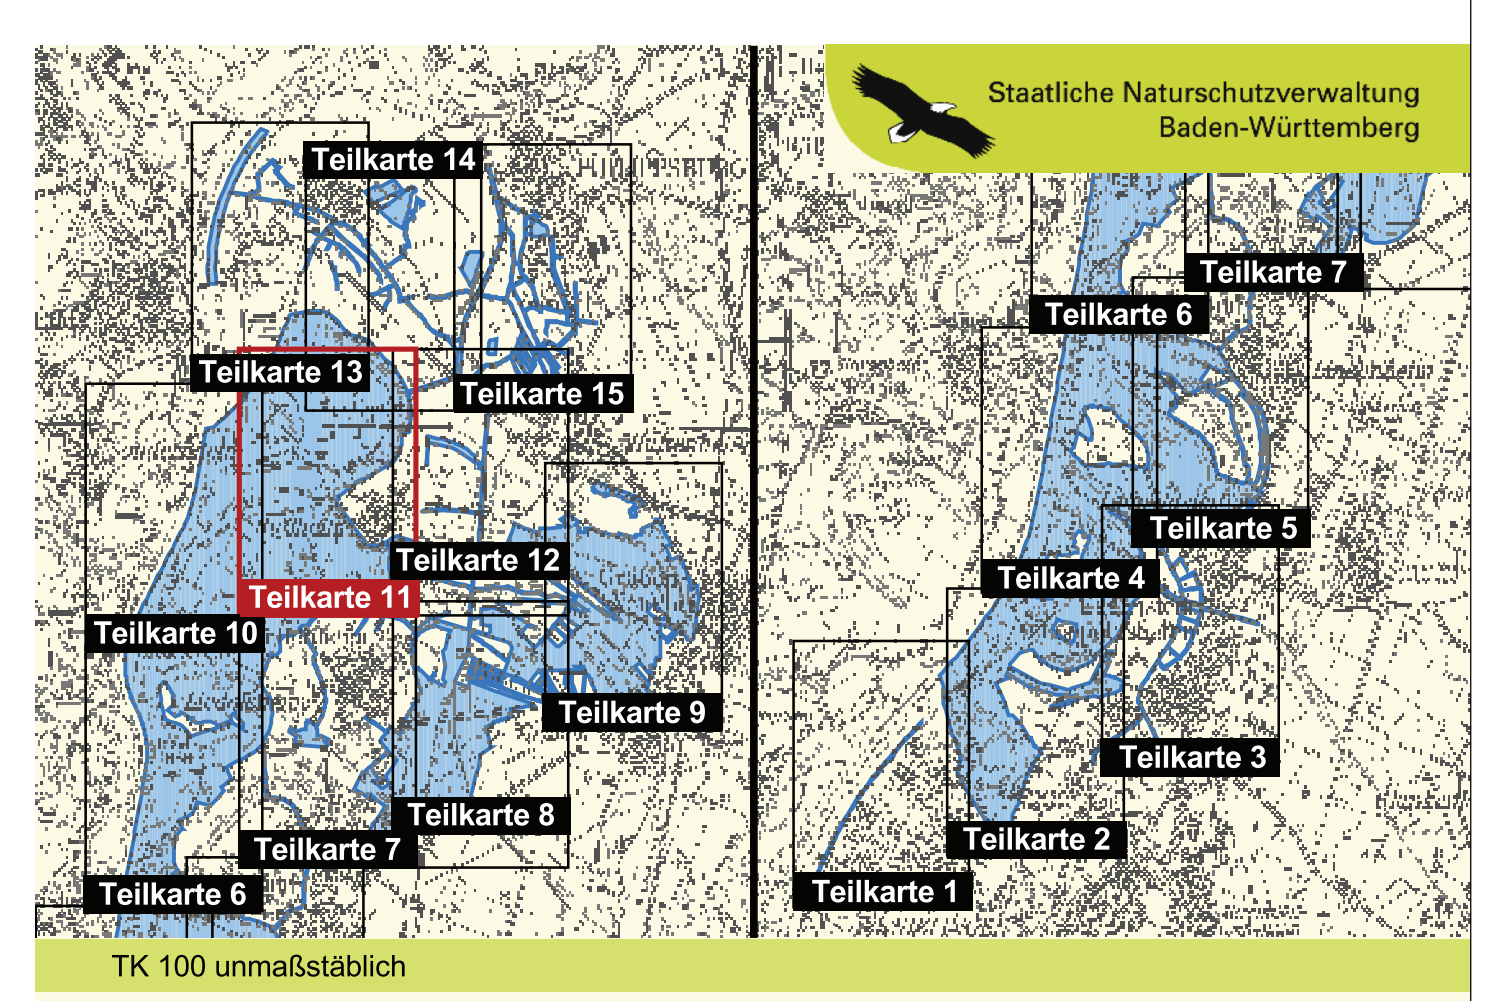 Staatliche Naturschutzverwaltung
Baden-Württemberg
Teilkarte 14
Teilkarte 13
Teilkarte 15
Teilkarte 12
Teilkarte 11
Teilkarte 10
Teilkarte 9
Teilkarte 8
Teilkarte 7
Teilkarte 6
Teilkarte 7
Teilkarte 6
Teilkarte 5
Teilkarte 4
Teilkarte 3
Teilkarte 2
Teilkarte 1
TK 100 unmaßstäblich